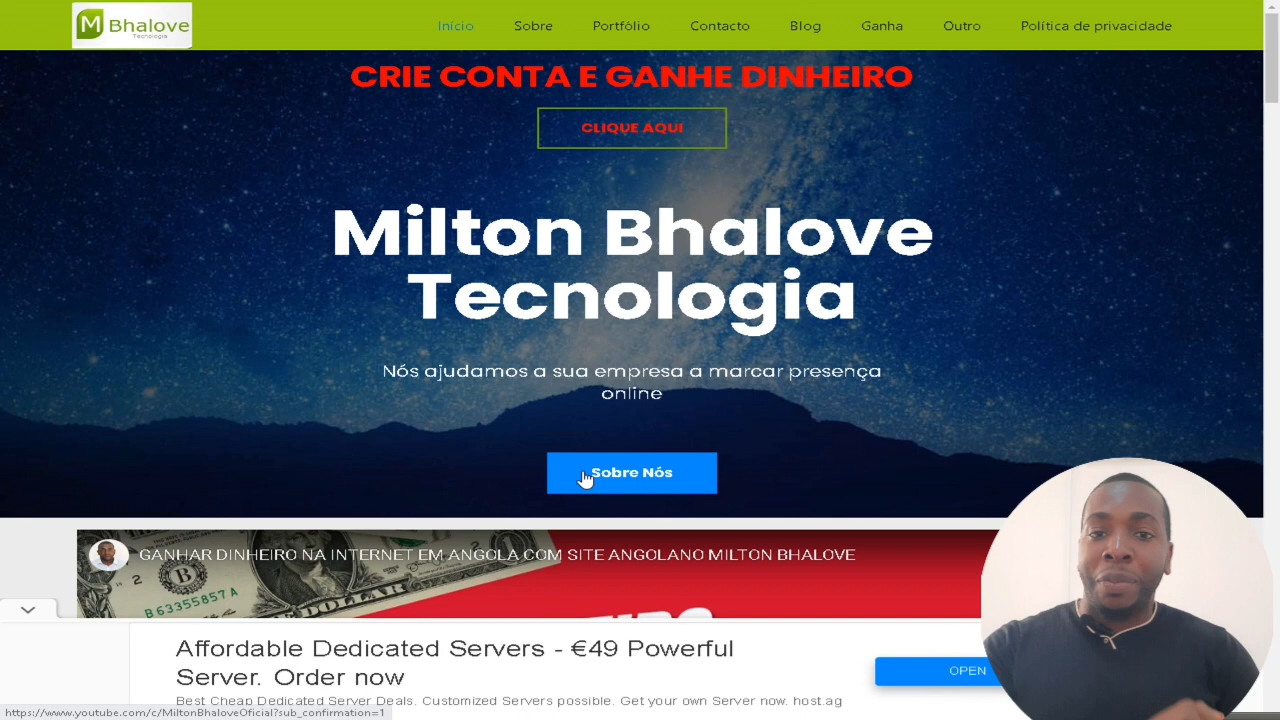 M Bhalove
Tecnologia
Início Sobre Portfólio Contacto Blog Ganha Outro Política de privacidade
CRIE CONTA E GANHE DINHEIRO
CLIQUE AQUI
Milton Bhalove
Tecnologia
Nós ajudamos a sua empresa a marcar presença
online
Sobre Nós
GANHAR DINHEIRO NA INTERNET EM ANGOLA COM SITE ANGOLANO MILTON BHALOVE
B 63355857 A
DOLLAR
Affordable Dedicated Servers - €49 Powerful
Server. Order now
OPEN
Best Cheap Dedicated Server Deals. Customized Servers possible. Get your own Server now. host.ag
https://www.youtube.com/c/MiltonBhaloveOficial?sub_confirmation=1